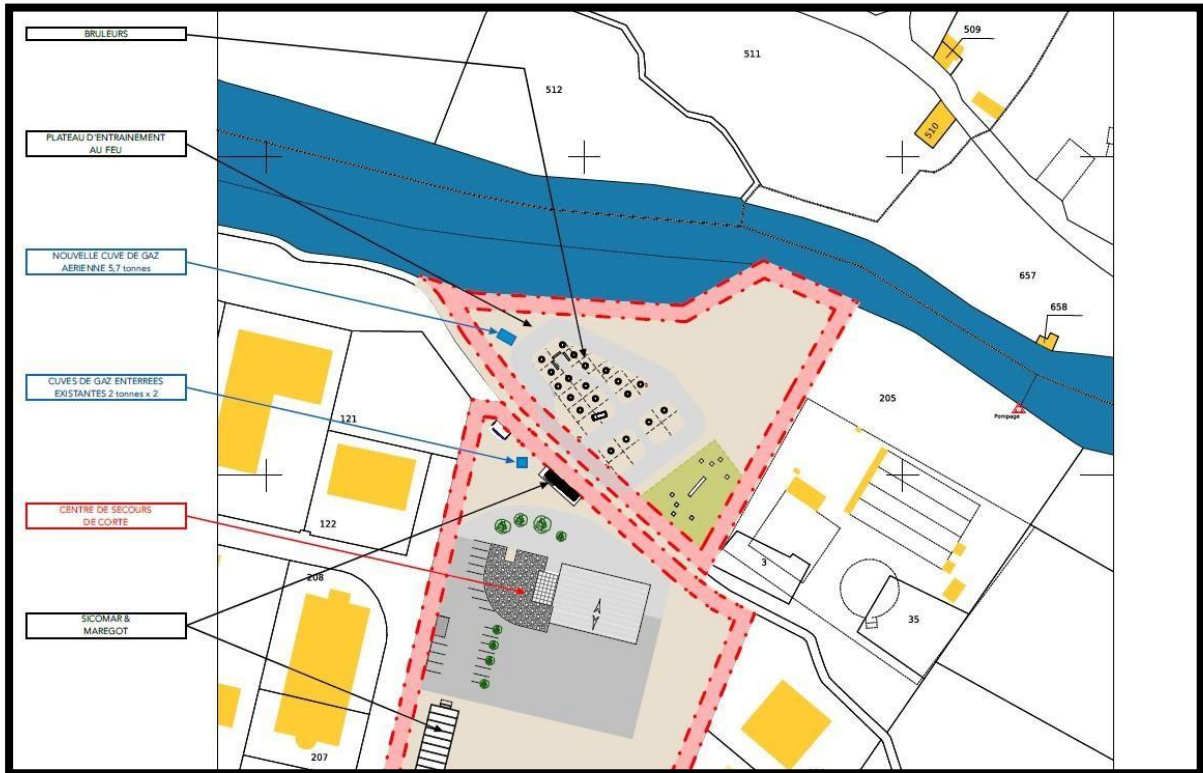 BRULEURS
PLATEAU D'ENTRAINEMENT
AU FEU
NOUVELLE CUVE DE GAZ
AERIENNE 5,7 tonnes
CUVES DE GAZ ENTERREES
EXISTANTES 2 tonnes x 2
CENTRE DE SECOURS
DE CORTE
SICOMAR &
MAREGOT
509
511
512
510
657
658
205
Pompage
121
122
208
3
35
207